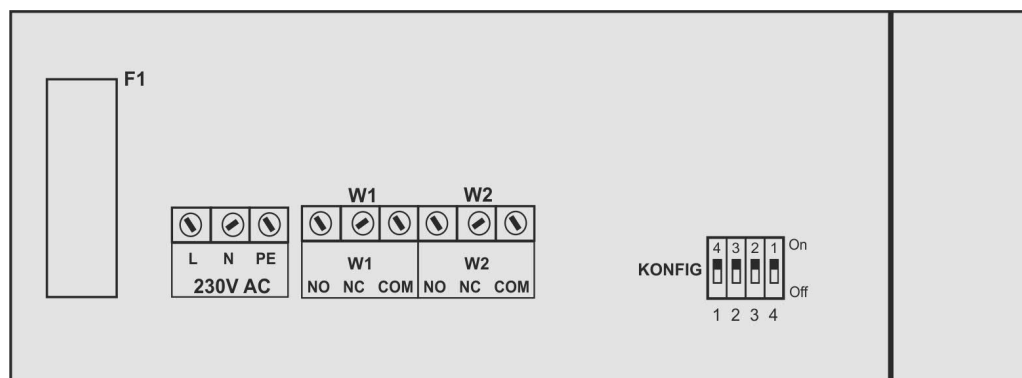 F1
W1 W2
L N PE
230V AC
W1 W2
NO NC COM NO NC COM
KONFIG
4 3 2 1
On
Off
1 2 3 4